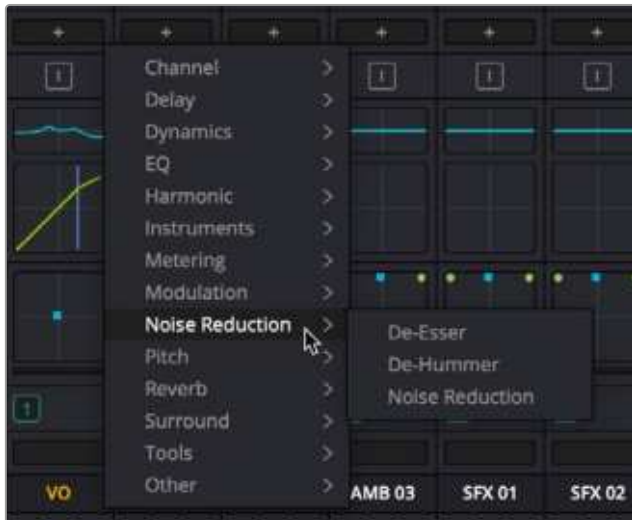 + + + + + +
I I I I
Channel >
Delay >
Dynamics >
EQ >
Harmonic >
Instruments >
Metering >
Modulation >
Noise Reduction >
De-Esser
De-Hummer
Noise Reduction
Pitch >
Reverb >
Surround >
Tools >
Other >
1
VO AMB 03 SFX 01 SFX 02